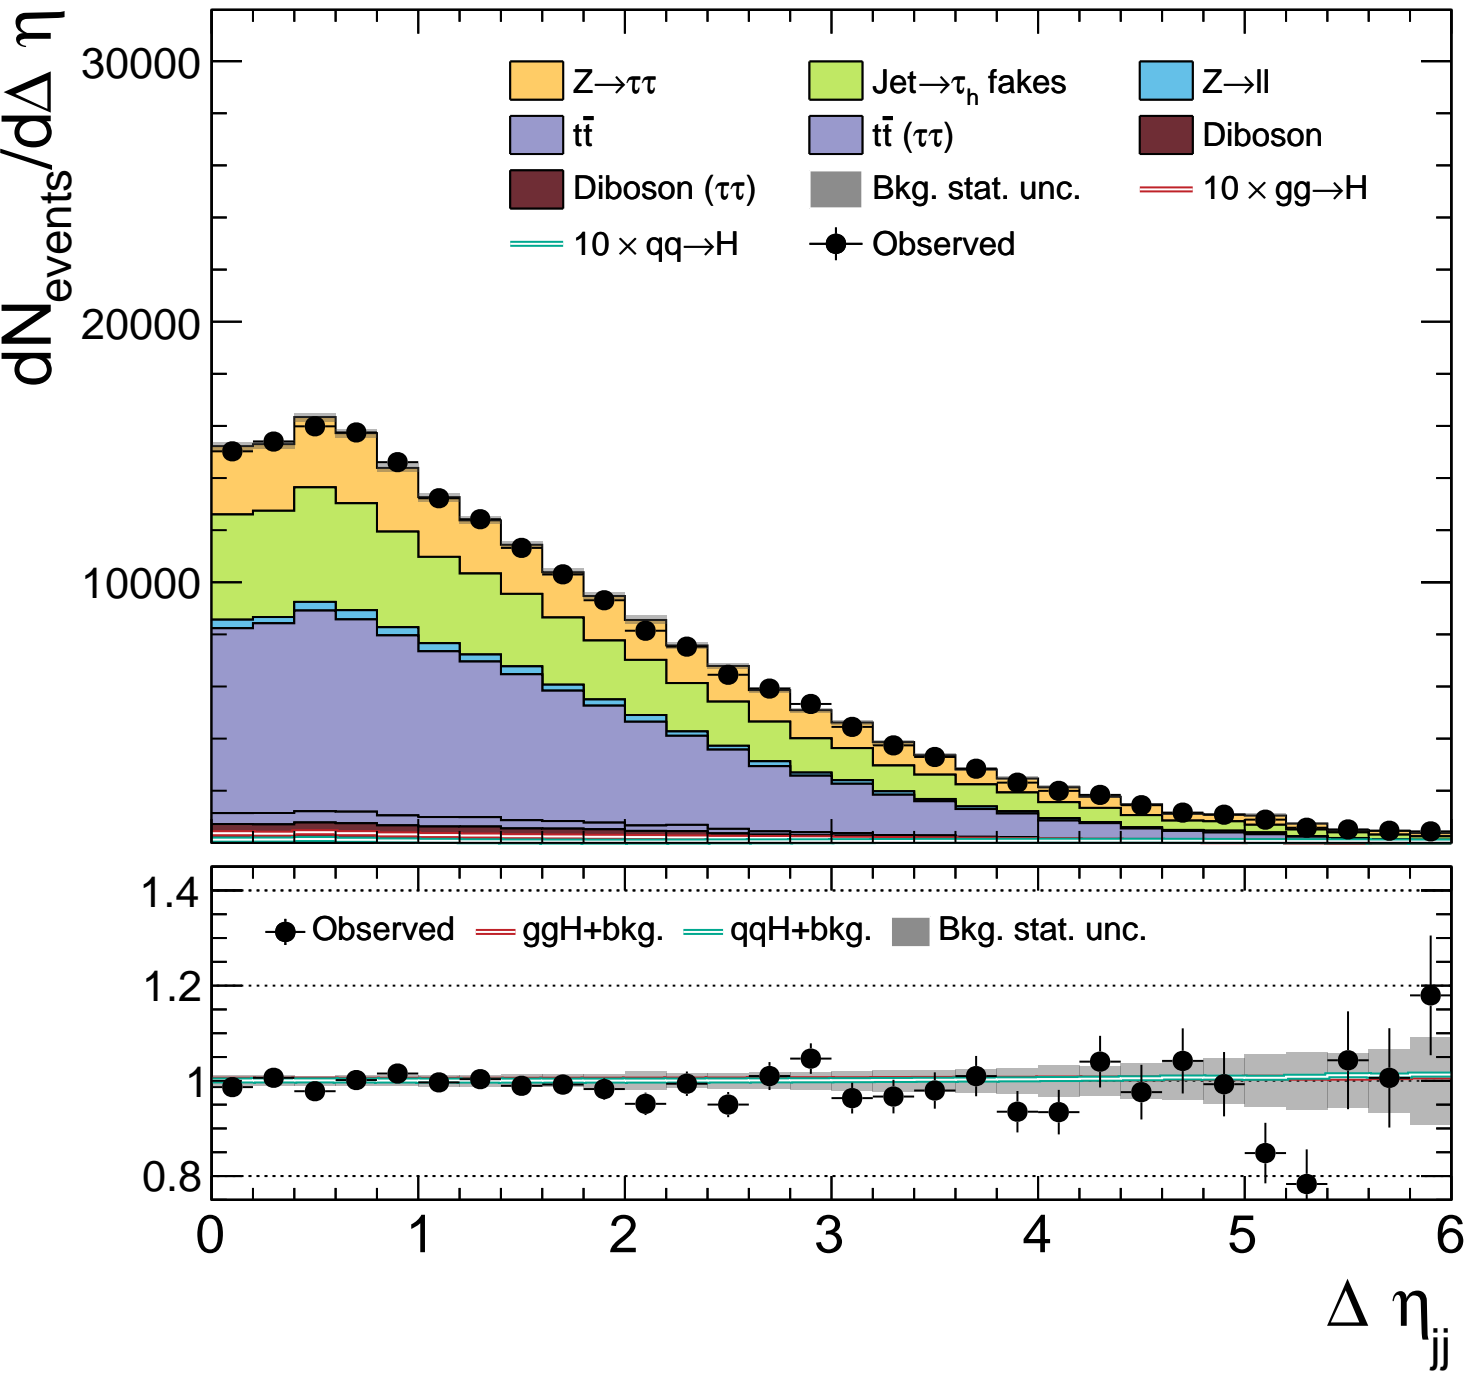 dN_events/dΔ η
30000
20000
10000
Z→ττ
Jet→τ_h fakes
Z→ll
tt̄
tt̄ (ττ)
Diboson
Diboson (ττ)
Bkg. stat. unc.
10 × gg→H
10 × qq→H
Observed
1.4
1.2
1
0.8
Observed
ggH+bkg.
qqH+bkg.
Bkg. stat. unc.
0 1 2 3 4 5 6
Δ η_jj